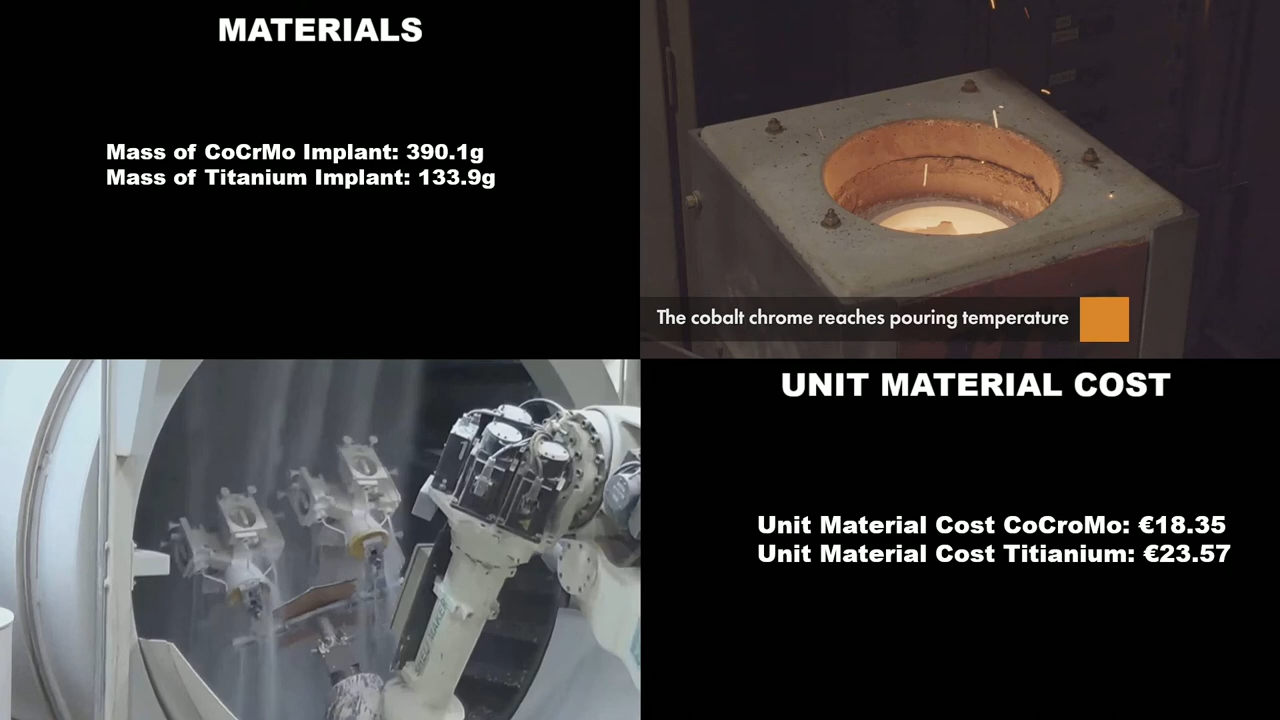 MATERIALS
Mass of CoCrMo Implant: 390.1g
Mass of Titanium Implant: 133.9g
The cobalt chrome reaches pouring temperature
UNIT MATERIAL COST
Unit Material Cost CoCroMo: €18.35
Unit Material Cost Titianium: €23.57